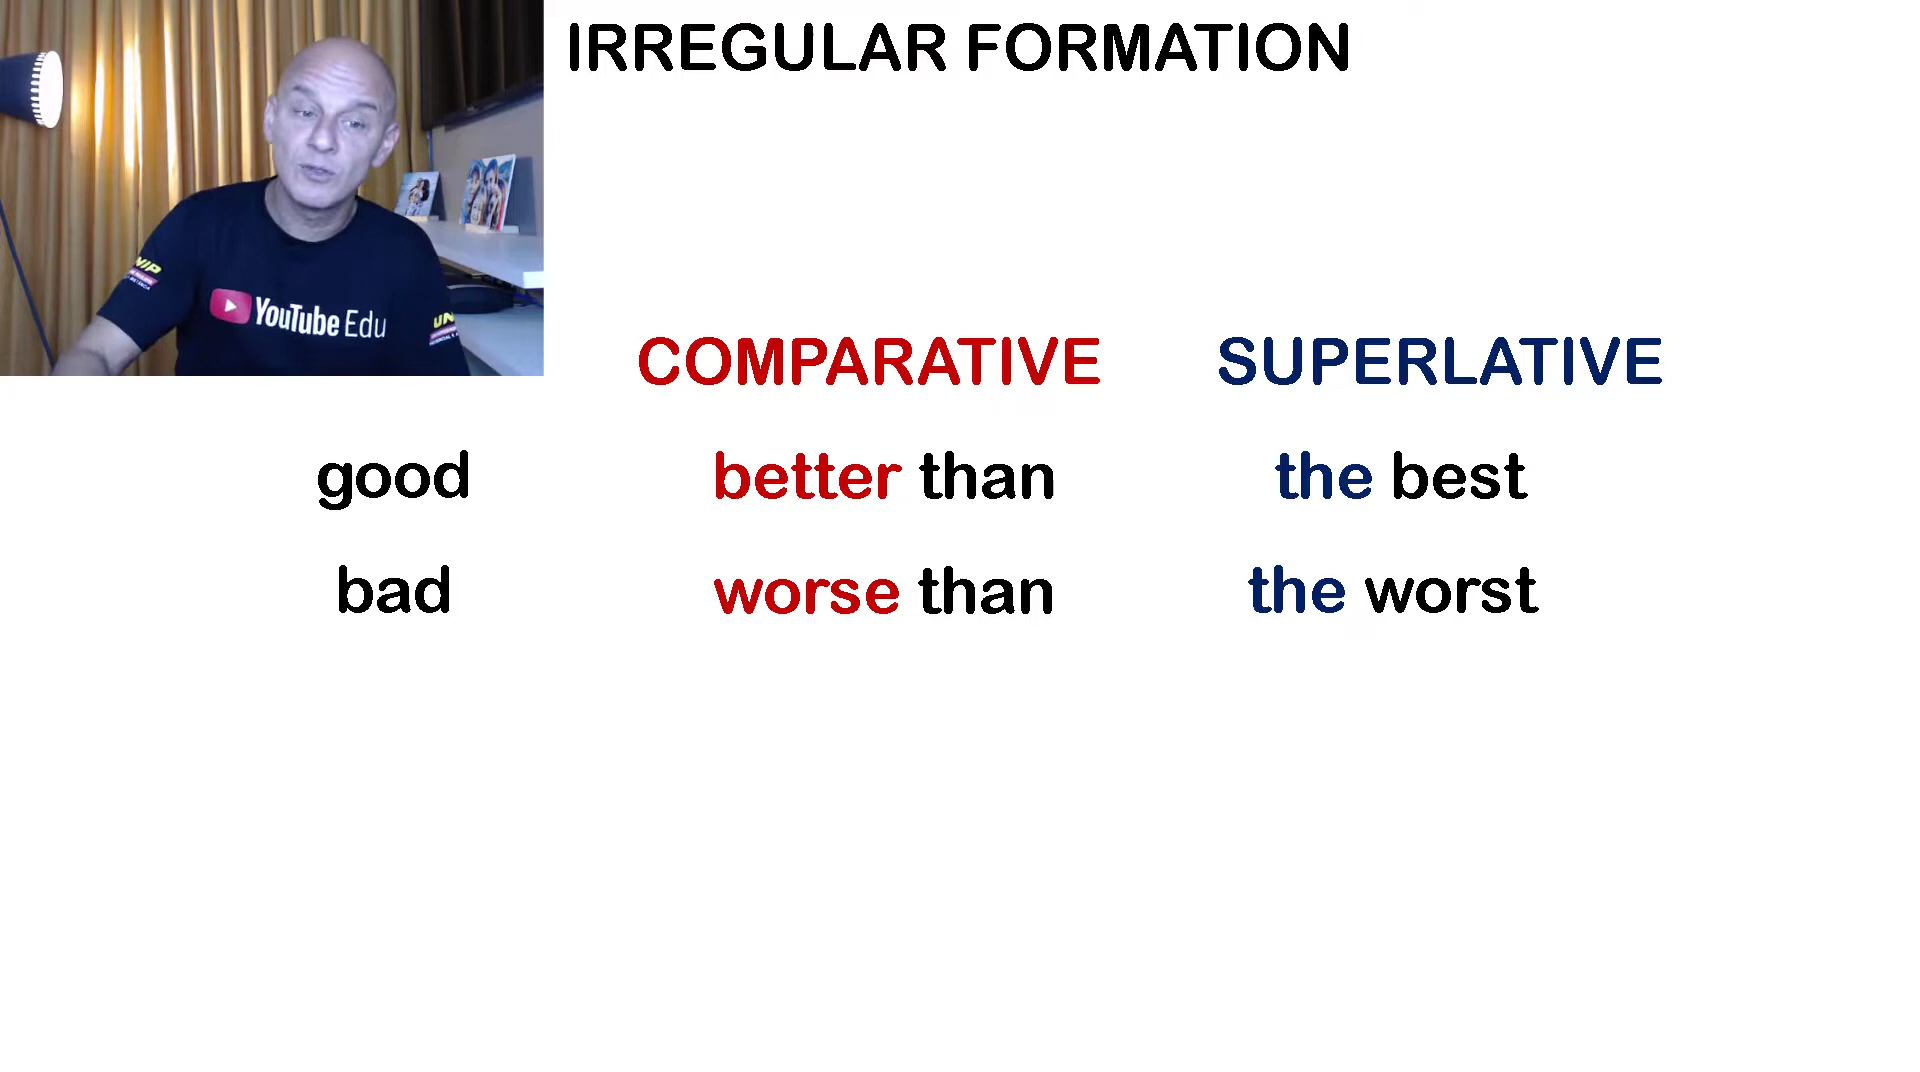 IRREGULAR FORMATION
YouTube Edu
COMPARATIVE SUPERLATIVE
good better than the best
bad worse than the worst